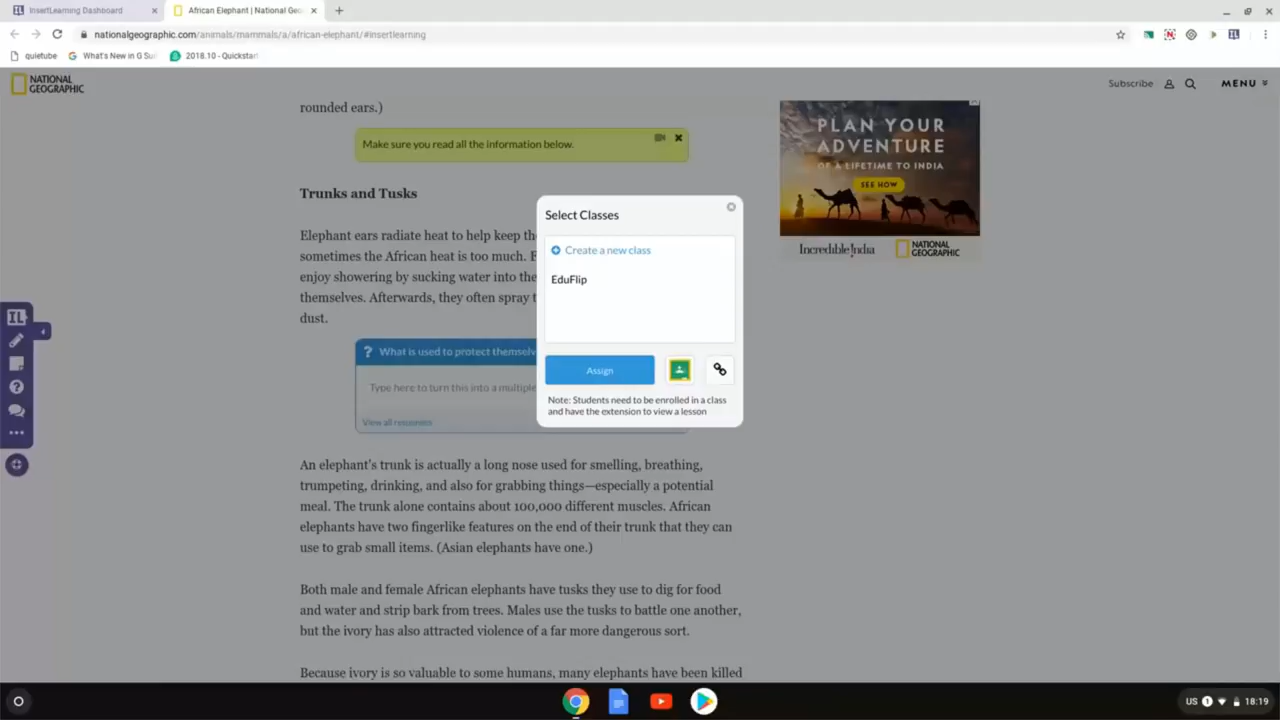 InsertLearning Dashboard
African Elephant | National Geo
nationalgeographic.com/animals/mammals/a/african-elephant/#insertlearning
quietube
What's New in G Su
2018.10 - Quickstart
NATIONAL
GEOGRAPHIC
Subscribe
MENU
rounded ears.)
Make sure you read all the information below.
PLAN YOUR
ADVENTURE
OF A LIFETIME TO INDIA
SEE HOW
Incredible !ndia
NATIONAL
GEOGRAPHIC
Trunks and Tusks
Elephant ears radiate heat to help keep the
sometimes the African heat is too much.
enjoy showering by sucking water into the
themselves. Afterwards, they often spray
dust.
Select Classes
Create a new class
EduFlip
Assign
Note: Students need to be enrolled in a class
and have the extension to view a lesson
IL
4
? What is used to protect themselv
Type here to turn this into a multiple
View all responses
An elephant's trunk is actually a long nose used for smelling, breathing,
trumpeting, drinking, and also for grabbing things—especially a potential
meal. The trunk alone contains about 100,000 different muscles. African
elephants have two fingerlike features on the end of their trunk that they can
use to grab small items. (Asian elephants have one.)
Both male and female African elephants have tusks they use to dig for food
and water and strip bark from trees. Males use the tusks to battle one another,
but the ivory has also attracted violence of a far more dangerous sort.
Because ivory is so valuable to some humans, many elephants have been killed
US 1 18:19